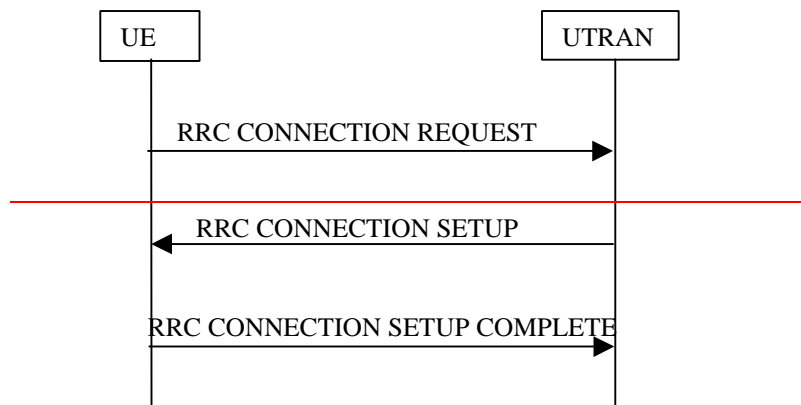 UE
UTRAN
RRC CONNECTION REQUEST
RRC CONNECTION SETUP
RRC CONNECTION SETUP COMPLETE